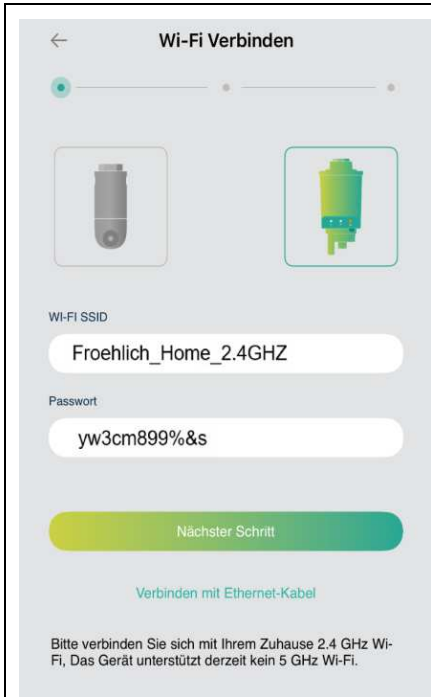 Wi-Fi Verbinden
WI-FI SSID
Froehlich_Home_2.4GHZ
Passwort
yw3cm899%&s
Nächster Schritt
Verbinden mit Ethernet-Kabel
Bitte verbinden Sie sich mit Ihrem Zuhause 2.4 GHz Wi-
Fi, Das Gerät unterstützt derzeit kein 5 GHz Wi-Fi.